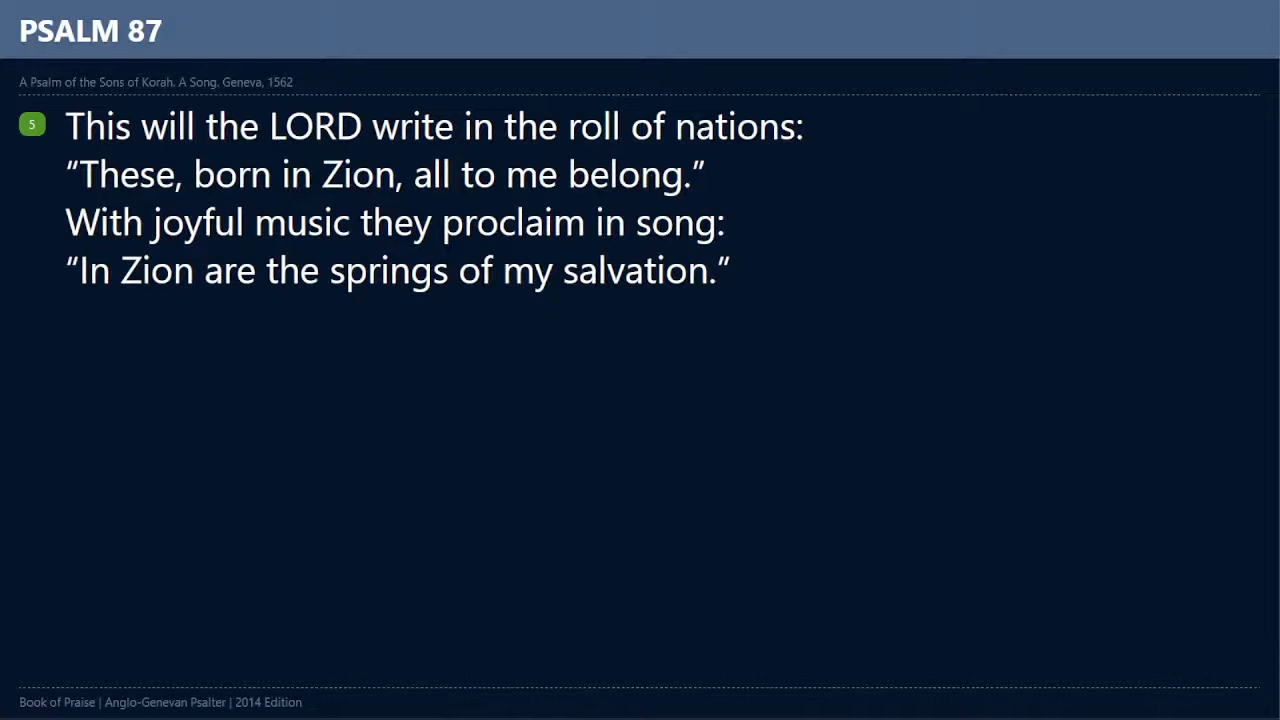 PSALM 87
A Psalm of the Sons of Korah. A Song. Geneva, 1562
5 This will the LORD write in the roll of nations:
“These, born in Zion, all to me belong.”
With joyful music they proclaim in song:
“In Zion are the springs of my salvation.”
Book of Praise | Anglo-Genevan Psalter | 2014 Edition